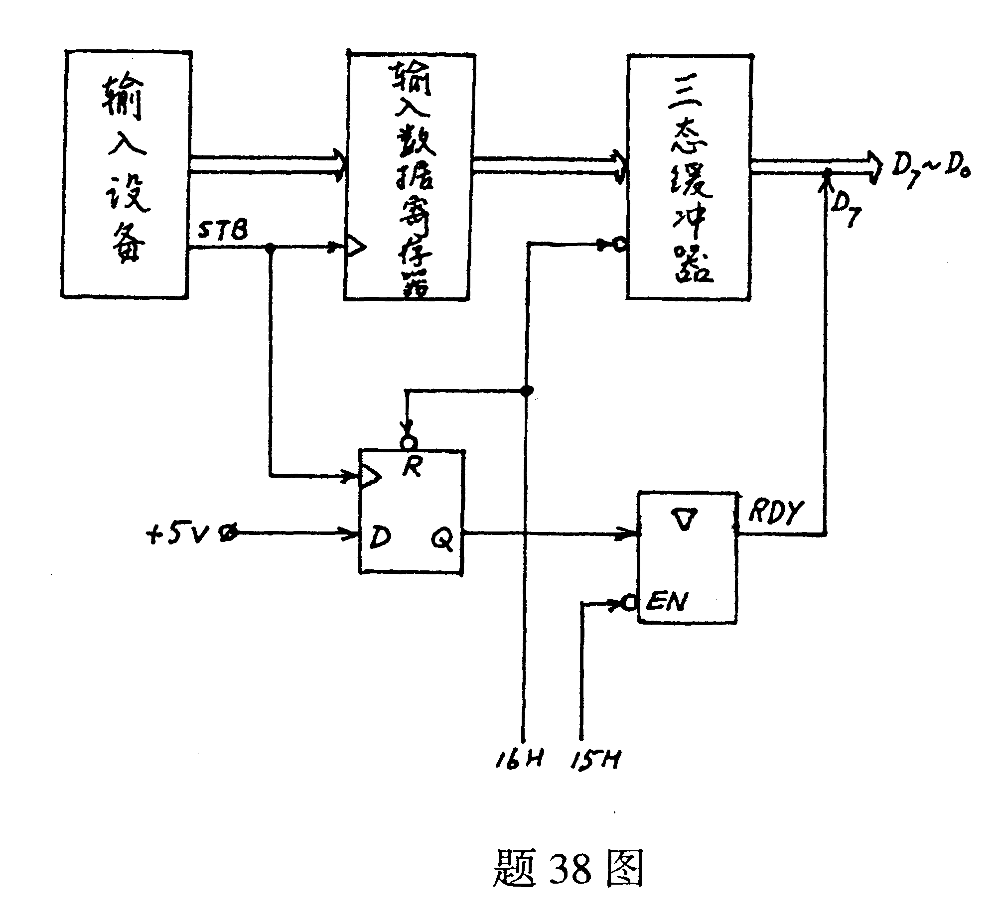 输入设备
输入数据寄存器
三态缓冲器
D7~D0
D7
STB
R
+5V
D
Q
RDY
EN
16H
15H
题 38 图